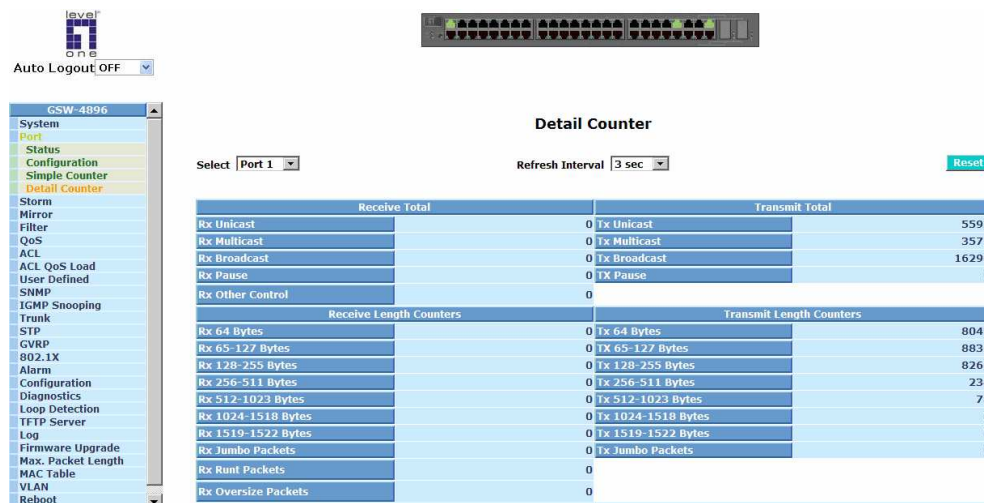 level
one
Auto Logout OFF
GSW-4896
System
Port
Status
Configuration
Simple Counter
Detail Counter
Storm
Mirror
Filter
QoS
ACL
ACL QoS Load
User Defined
SNMP
IGMP Snooping
Trunk
STP
GVRP
802.1X
Alarm
Configuration
Diagnostics
Loop Detection
TFTP Server
Log
Firmware Upgrade
Max. Packet Length
MAC Table
VLAN
Reboot
Detail Counter
Select Port 1 Refresh Interval 3 sec Reset
Receive Total Transmit Total
Rx Unicast 0 Tx Unicast 559
Rx Multicast 0 Tx Multicast 357
Rx Broadcast 0 Tx Broadcast 1629
Rx Pause 0 TX Pause
Rx Other Control 0
Receive Length Counters Transmit Length Counters
Rx 64 Bytes 0 Tx 64 Bytes 804
Rx 65-127 Bytes 0 TX 65-127 Bytes 883
Rx 128-255 Bytes 0 Tx 128-255 Bytes 826
Rx 256-511 Bytes 0 Tx 256-511 Bytes 23
Rx 512-1023 Bytes 0 Tx 512-1023 Bytes 7
Rx 1024-1518 Bytes 0 Tx 1024-1518 Bytes
Rx 1519-1522 Bytes 0 Tx 1519-1522 Bytes
Rx Jumbo Packets 0 Tx Jumbo Packets
Rx Runt Packets 0
Rx Oversize Packets 0